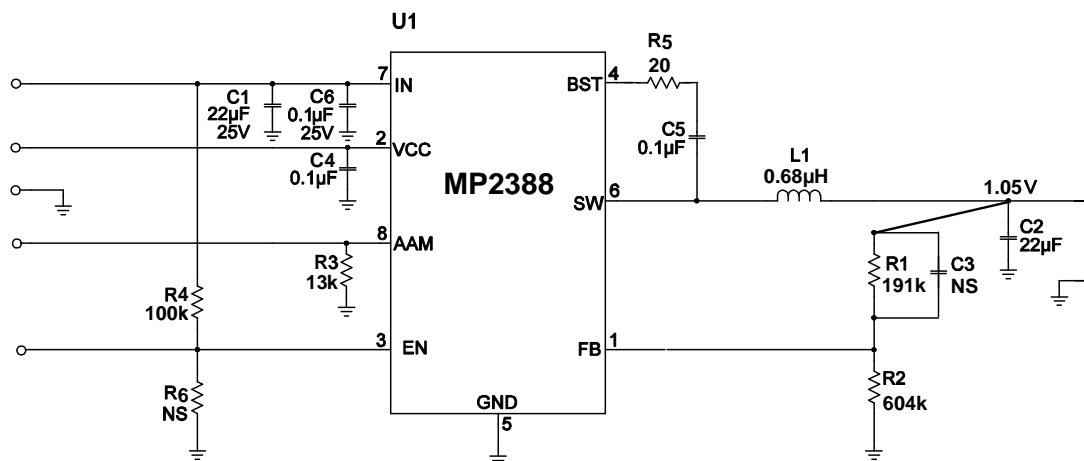 U1
7
IN
C1
22µF
25V
C6
0.1µF
25V
2
VCC
C4
0.1µF
8
AAM
R3
13k
R4
100k
3
EN
R6
NS
MP2388
GND
5
4
BST
R5
20
C5
0.1µF
6
SW
L1
0.68µH
1.05V
C2
22µF
R1
191k
C3
NS
1
FB
R2
604k